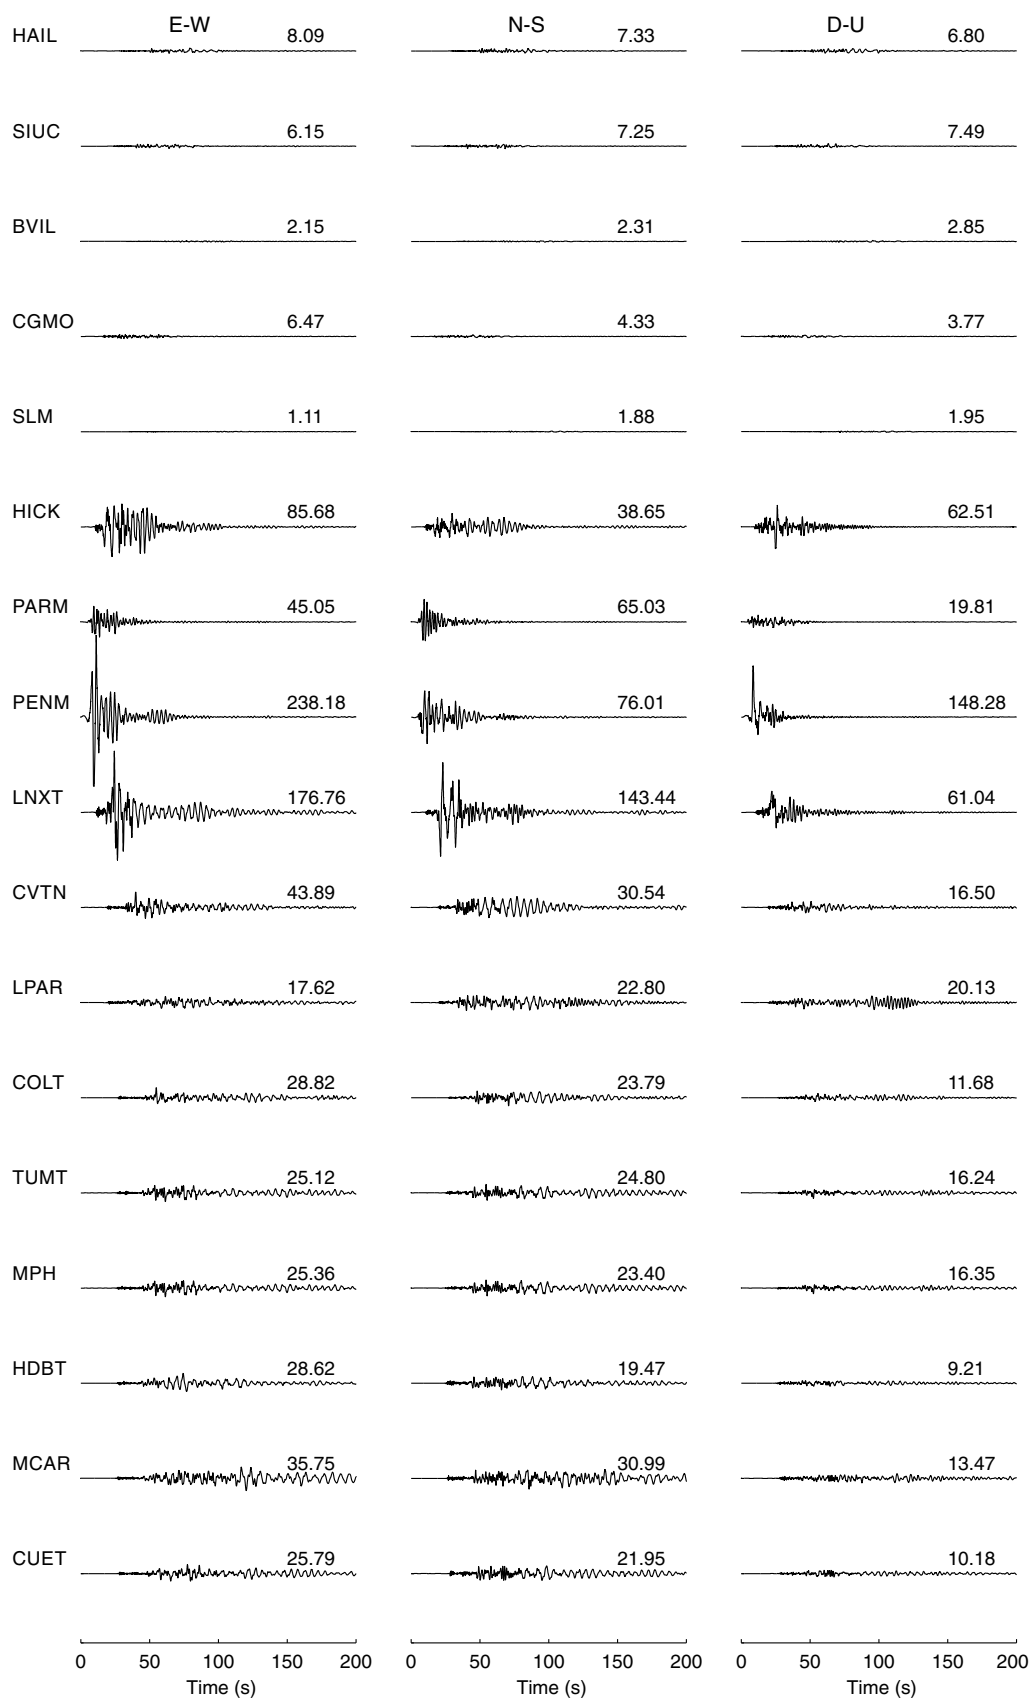 E-W N-S D-U
HAIL 8.09 7.33 6.80
SIUC 6.15 7.25 7.49
BVIL 2.15 2.31 2.85
CGMO 6.47 4.33 3.77
SLM 1.11 1.88 1.95
HICK 85.68 38.65 62.51
PARM 45.05 65.03 19.81
PENM 238.18 76.01 148.28
LNXT 176.76 143.44 61.04
CVTN 43.89 30.54 16.50
LPAR 17.62 22.80 20.13
COLT 28.82 23.79 11.68
TUMT 25.12 24.80 16.24
MPH 25.36 23.40 16.35
HDBT 28.62 19.47 9.21
MCAR 35.75 30.99 13.47
CUET 25.79 21.95 10.18
0 50 100 150 200 0 50 100 150 200 0 50 100 150 200
Time (s) Time (s) Time (s)